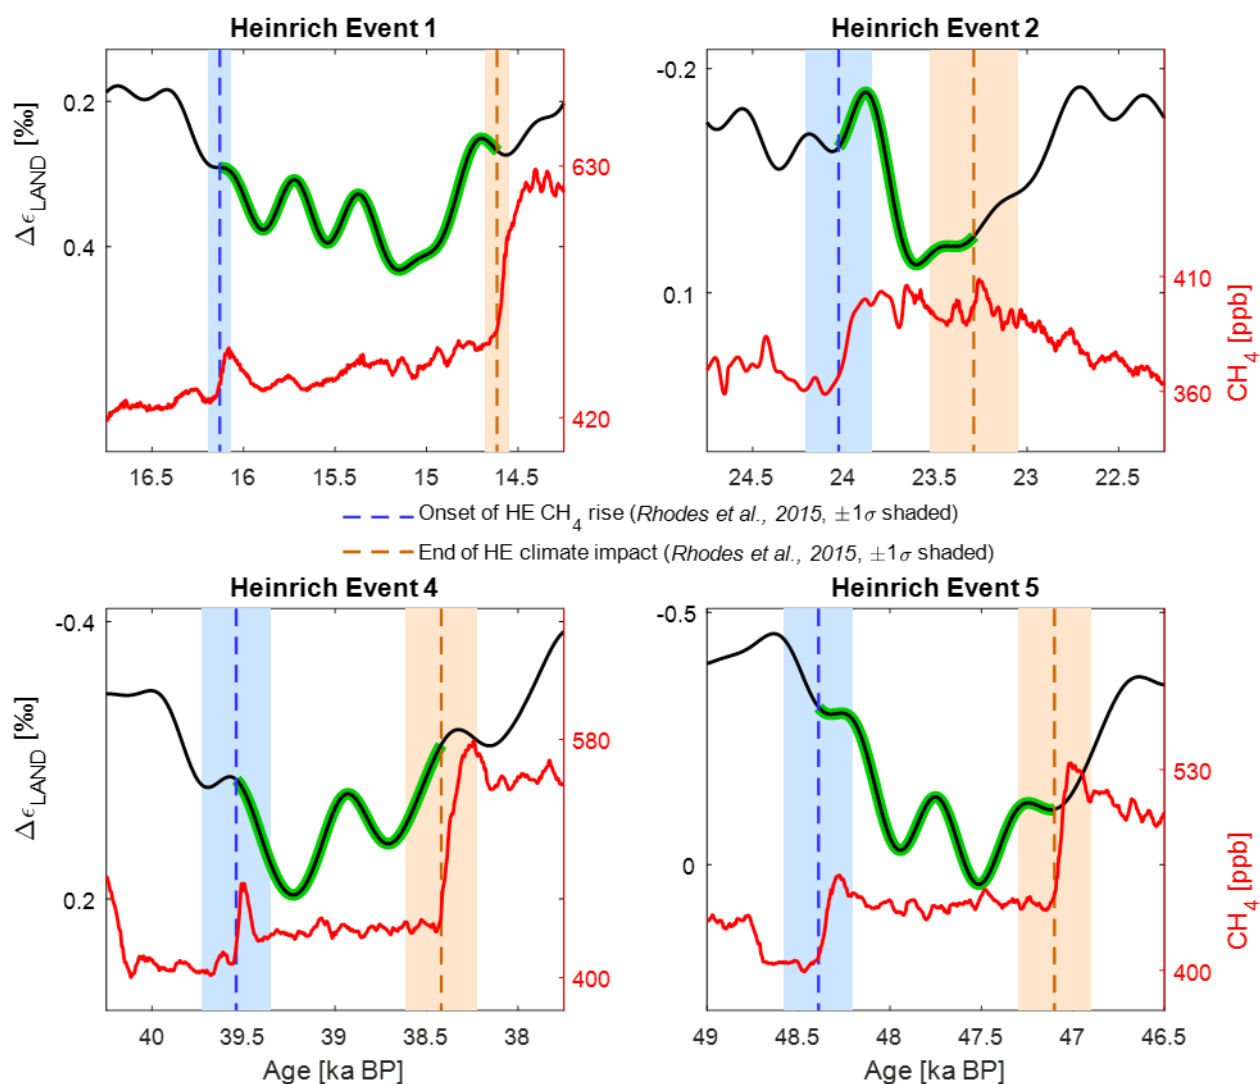 Heinrich Event 1
Heinrich Event 2
0.2
0.4
Δϵ_LAND [‰]
630
420
16.5 16 15.5 15 14.5
-0.2
0.1
410
360
CH₄ [ppb]
24.5 24 23.5 23 22.5
Onset of HE CH₄ rise (Rhodes et al., 2015, ±1σ shaded)
End of HE climate impact (Rhodes et al., 2015, ±1σ shaded)
Heinrich Event 4
Heinrich Event 5
-0.4
0.2
Δϵ_LAND [‰]
580
400
40 39.5 39 38.5 38
Age [ka BP]
-0.5
0
530
400
CH₄ [ppb]
49 48.5 48 47.5 47 46.5
Age [ka BP]